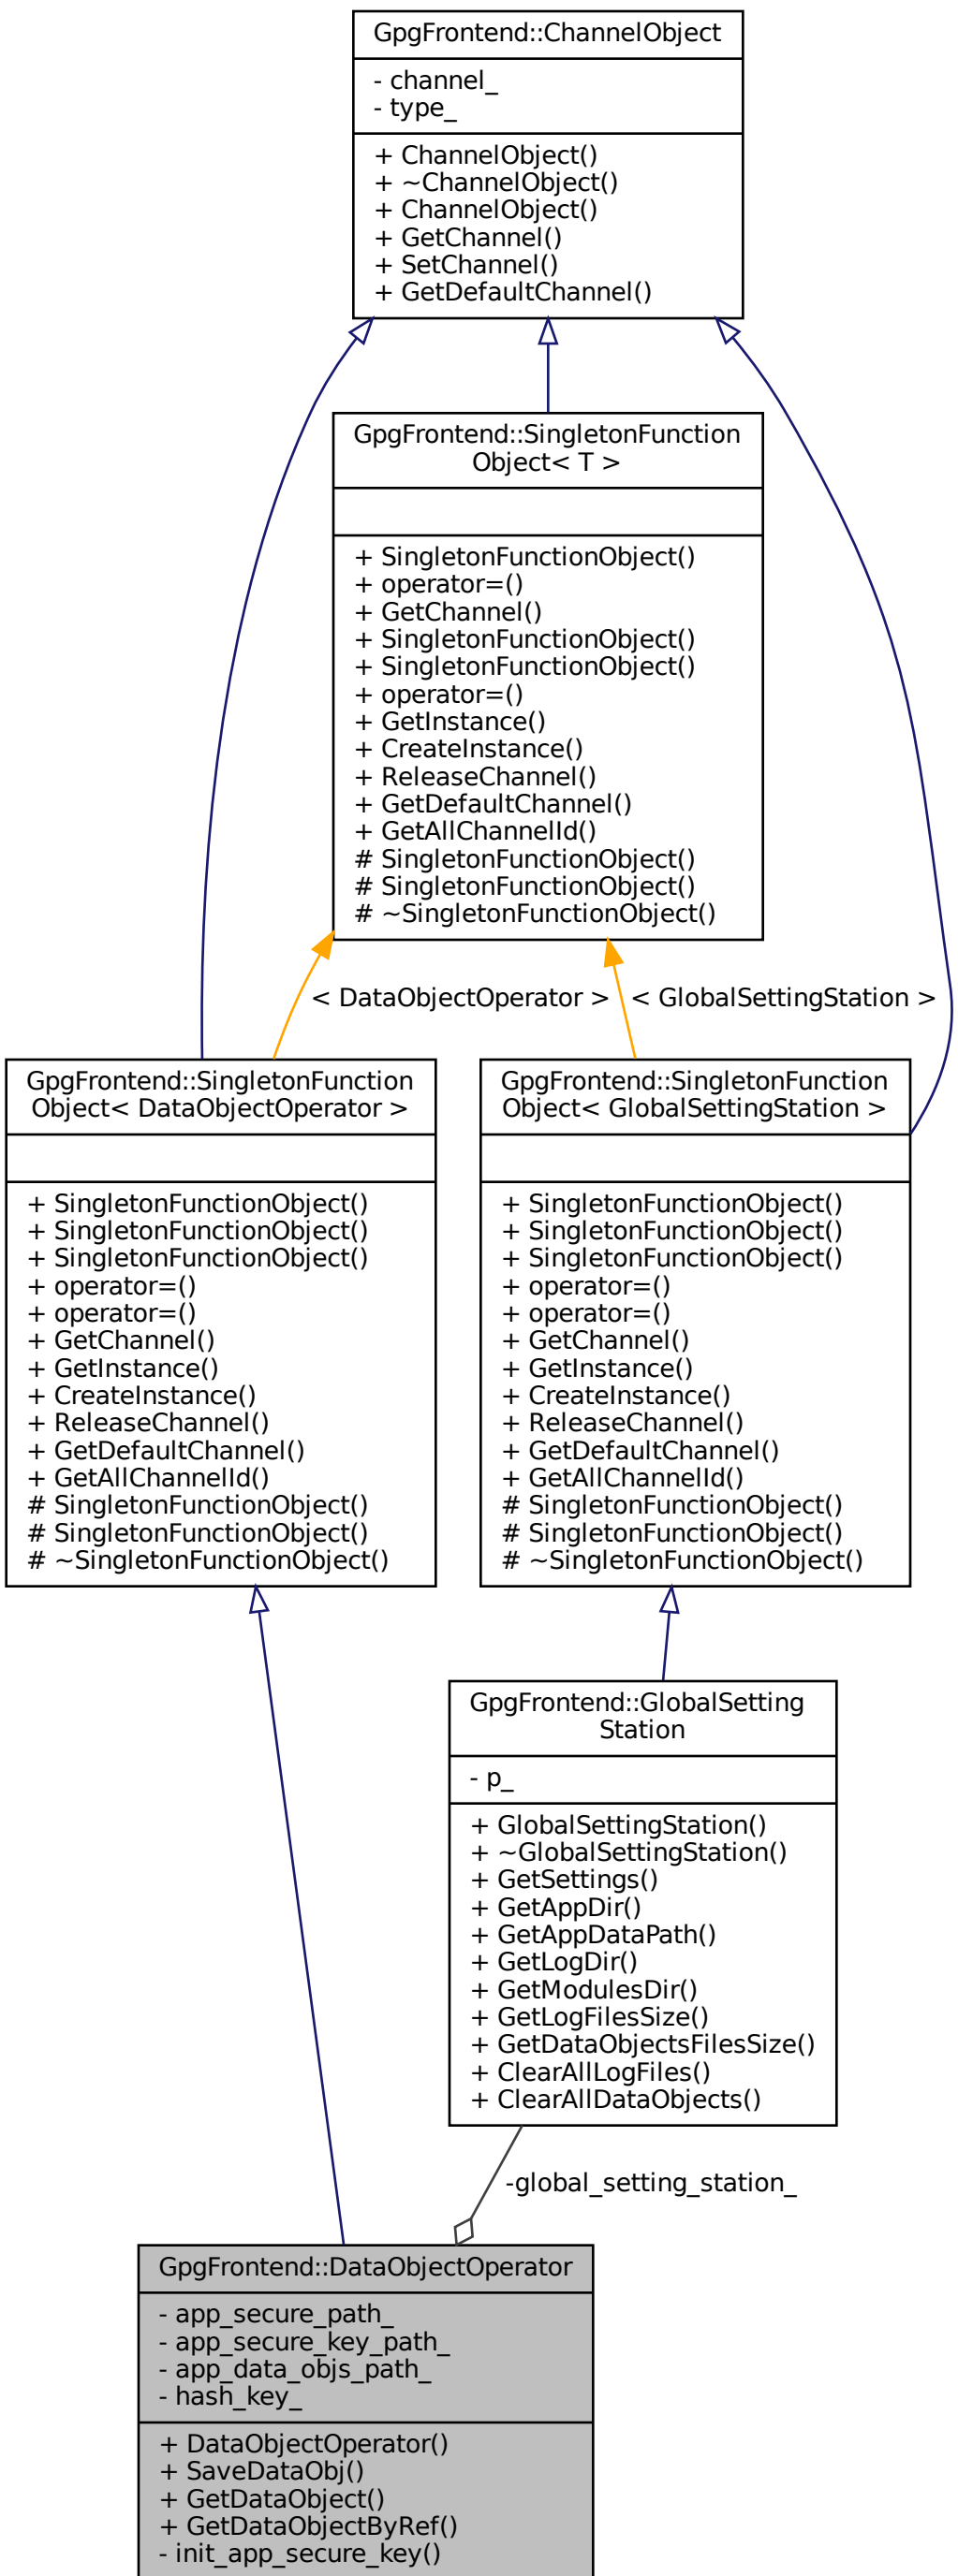 GpgFrontend::ChannelObject
- channel_
- type_
+ ChannelObject()
+ ~ChannelObject()
+ ChannelObject()
+ GetChannel()
+ SetChannel()
+ GetDefaultChannel()
GpgFrontend::SingletonFunction
Object< T >
+ SingletonFunctionObject()
+ operator=()
+ GetChannel()
+ SingletonFunctionObject()
+ SingletonFunctionObject()
+ operator=()
+ GetInstance()
+ CreateInstance()
+ ReleaseChannel()
+ GetDefaultChannel()
+ GetAllChannelId()
# SingletonFunctionObject()
# SingletonFunctionObject()
# ~SingletonFunctionObject()
< DataObjectOperator >
< GlobalSettingStation >
GpgFrontend::SingletonFunction
Object< DataObjectOperator >
+ SingletonFunctionObject()
+ SingletonFunctionObject()
+ SingletonFunctionObject()
+ operator=()
+ operator=()
+ GetChannel()
+ GetInstance()
+ CreateInstance()
+ ReleaseChannel()
+ GetDefaultChannel()
+ GetAllChannelId()
# SingletonFunctionObject()
# SingletonFunctionObject()
# ~SingletonFunctionObject()
GpgFrontend::SingletonFunction
Object< GlobalSettingStation >
+ SingletonFunctionObject()
+ SingletonFunctionObject()
+ SingletonFunctionObject()
+ operator=()
+ operator=()
+ GetChannel()
+ GetInstance()
+ CreateInstance()
+ ReleaseChannel()
+ GetDefaultChannel()
+ GetAllChannelId()
# SingletonFunctionObject()
# SingletonFunctionObject()
# ~SingletonFunctionObject()
GpgFrontend::GlobalSetting
Station
- p_
+ GlobalSettingStation()
+ ~GlobalSettingStation()
+ GetSettings()
+ GetAppDir()
+ GetAppDataPath()
+ GetLogDir()
+ GetModulesDir()
+ GetLogFilesSize()
+ GetDataObjectsFilesSize()
+ ClearAllLogFiles()
+ ClearAllDataObjects()
-global_setting_station_
GpgFrontend::DataObjectOperator
- app_secure_path_
- app_secure_key_path_
- app_data_objs_path_
- hash_key_
+ DataObjectOperator()
+ SaveDataObj()
+ GetDataObject()
+ GetDataObjectByRef()
- init_app_secure_key()